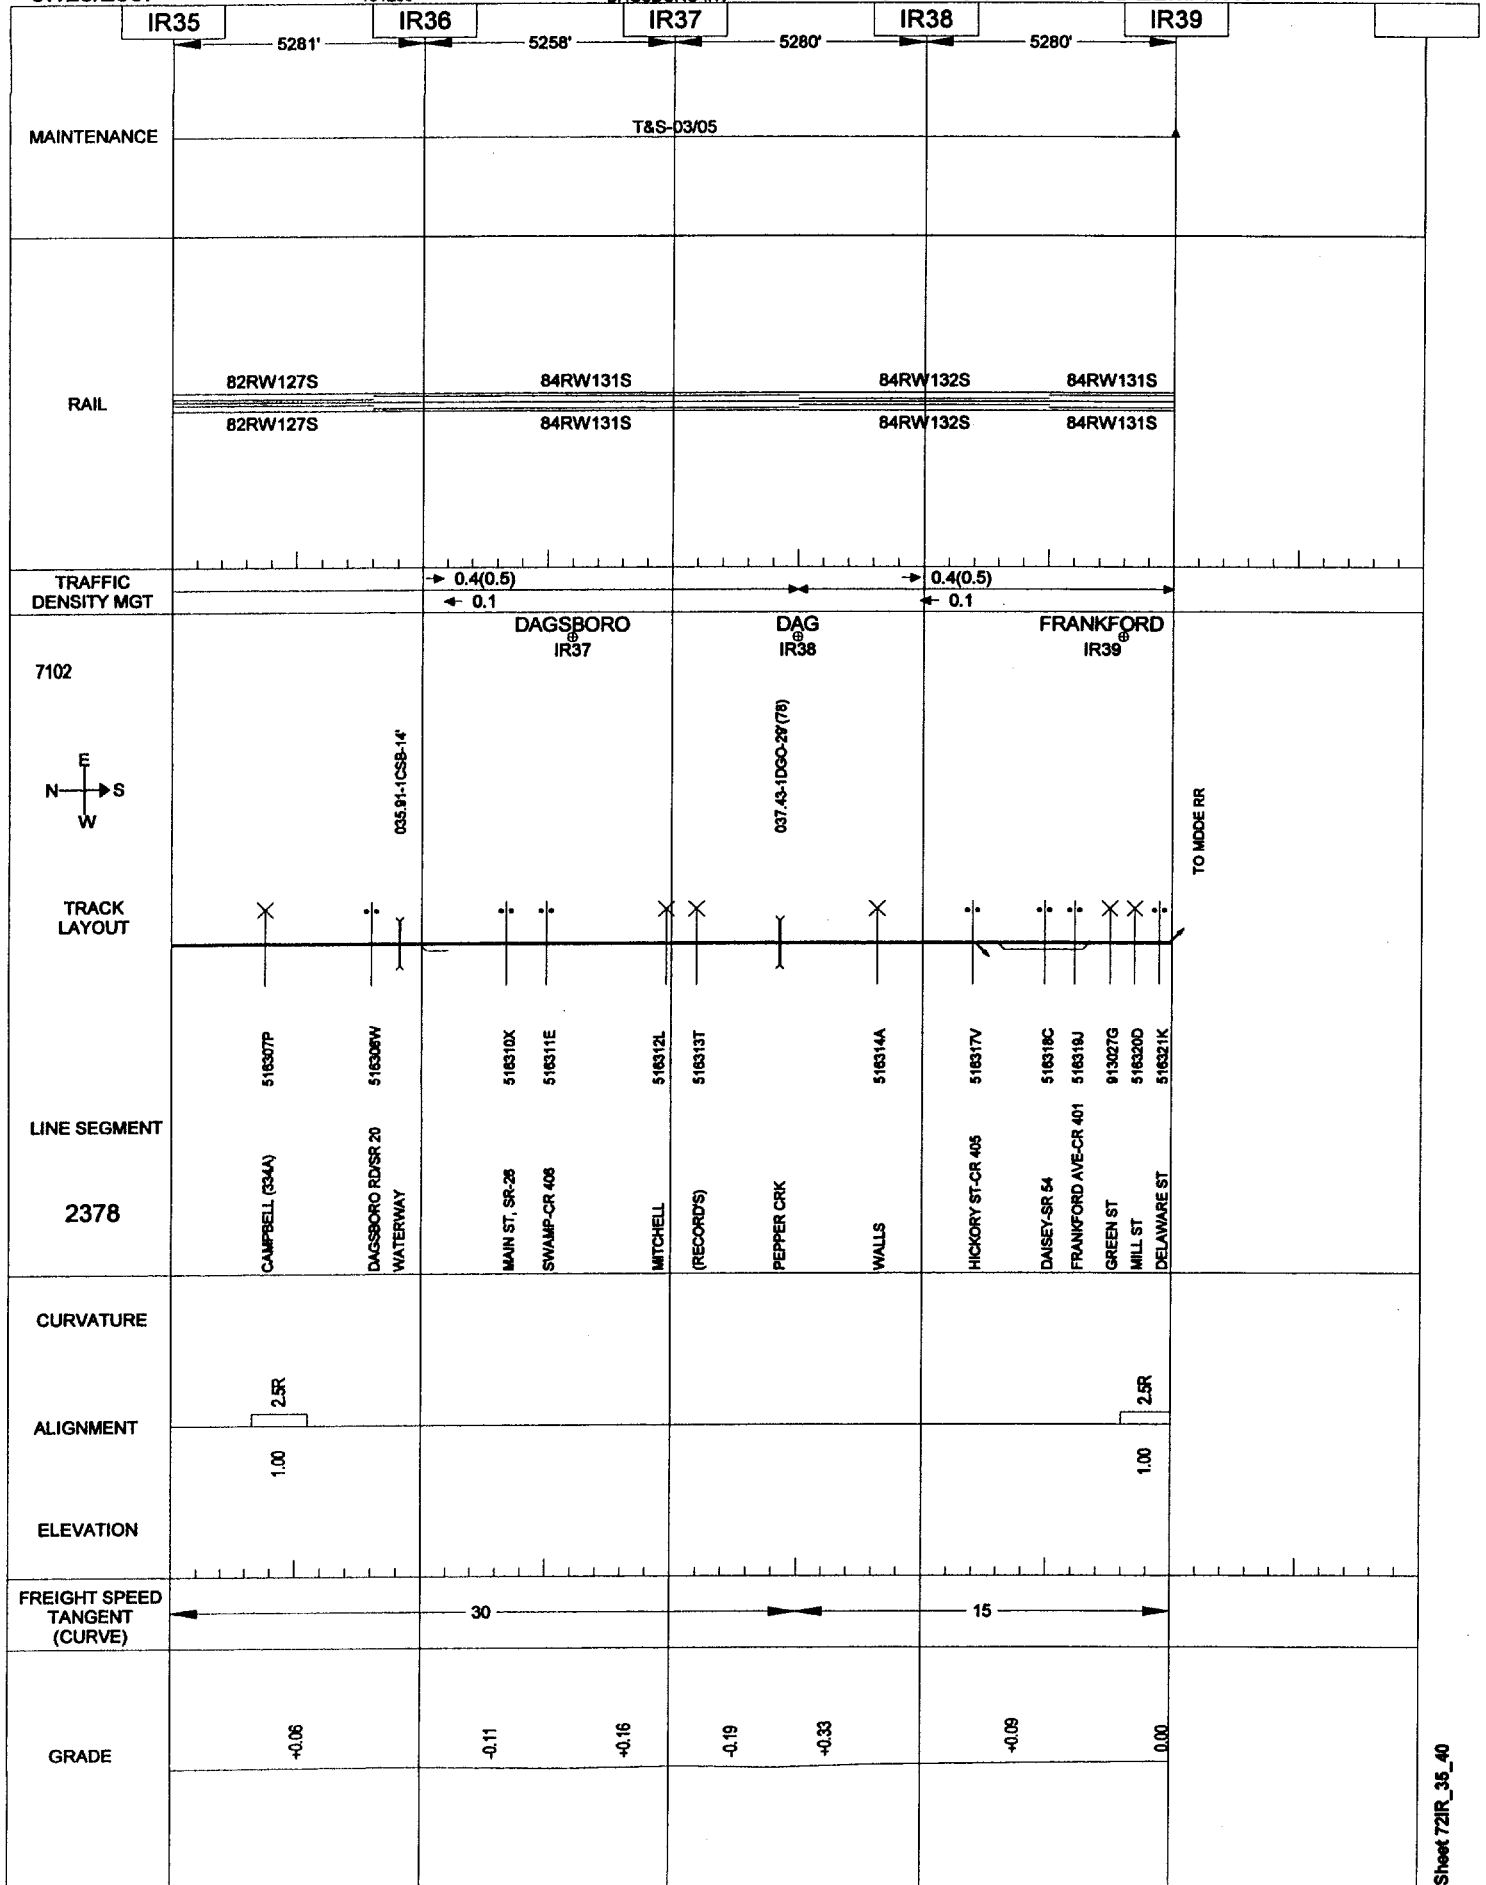 IR35 IR36 IR37 IR38 IR39
5281' 5258' 5280' 5280'
MAINTENANCE
T&S-03/05
82RW127S 84RW131S 84RW132S 84RW131S
RAIL
82RW127S 84RW131S 84RW132S 84RW131S
TRAFFIC
DENSITY MGT
0.4(0.5) 0.4(0.5)
0.1 0.1
DAGSBORO DAG FRANKFORD
IR37 IR38 IR39
7102
E
N S
W
035.91-1CSB-14'
037.43-1DGO-29'(78)
TO MDDE RR
TRACK
LAYOUT
516307P
516308W
516310X
516311E
516312L
516313T
516314A
516317V
516318C
516319J
913027G
516320D
516321K
LINE SEGMENT
2378
CAMPBELL (334A)
DAGSBORO RD/SR 20
WATERWAY
MAIN ST, SR-26
SWAMP-CR 406
MITCHELL
(RECORD'S)
PEPPER CRK
WALLS
HICKORY ST-CR 405
DAISEY-SR 54
FRANKFORD AVE-CR 401
GREEN ST
MILL ST
DELAWARE ST
CURVATURE
2.5R 2.5R
ALIGNMENT
1.00 1.00
ELEVATION
FREIGHT SPEED
TANGENT
(CURVE)
30 15
GRADE
+0.06 -0.11 +0.16 -0.19 +0.33 +0.09 0.00
Sheet 72IR_35_40